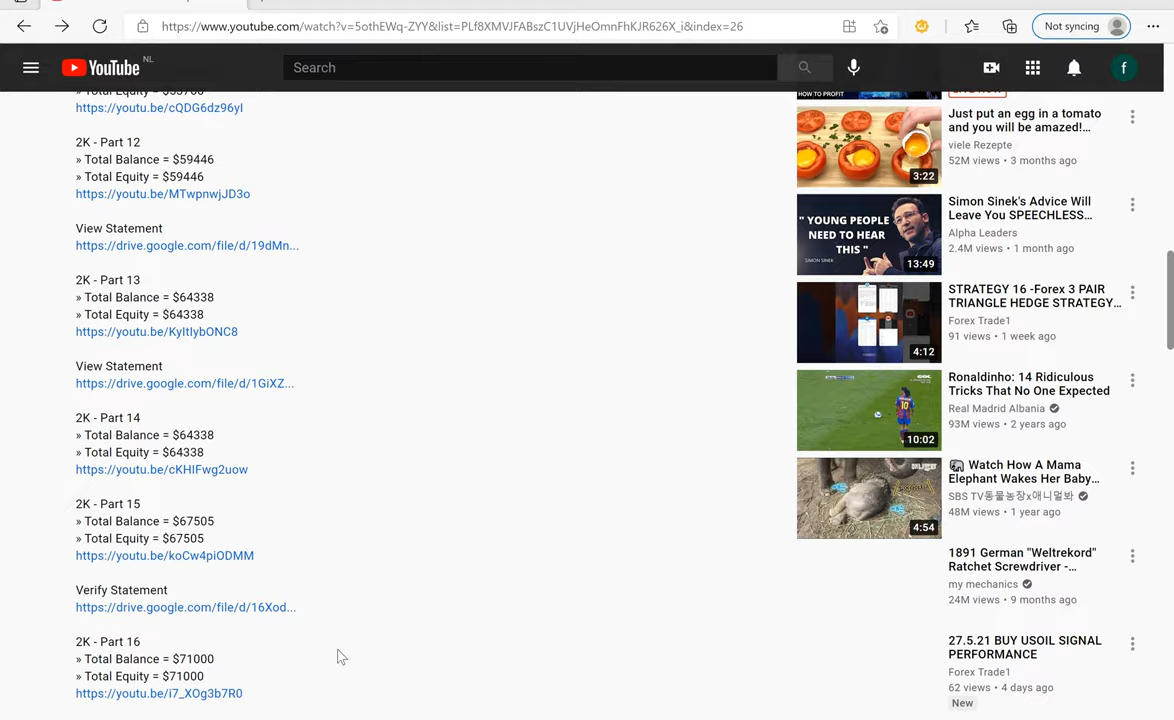 https://www.youtube.com/watch?v=5othEWq-ZYY&list=PLf8XMVJFABszC1UVjHeOmnFhKJR626X_i&index=26
Not syncing
YouTube
NL
Search
f
https://youtu.be/cQDG6dz96yI
2K - Part 12
» Total Balance = $59446
» Total Equity = $59446
https://youtu.be/MTwpnwjJD3o
View Statement
https://drive.google.com/file/d/19dMn...
2K - Part 13
» Total Balance = $64338
» Total Equity = $64338
https://youtu.be/KyItIybONC8
View Statement
https://drive.google.com/file/d/1GiXZ...
2K - Part 14
» Total Balance = $64338
» Total Equity = $64338
https://youtu.be/cKHIFwg2uow
2K - Part 15
» Total Balance = $67505
» Total Equity = $67505
https://youtu.be/koCw4piODMM
Verify Statement
https://drive.google.com/file/d/16Xod...
2K - Part 16
» Total Balance = $71000
» Total Equity = $71000
https://youtu.be/i7_XOg3b7R0
HOW TO PROFIT
Just put an egg in a tomato
and you will be amazed!...
viele Rezepte
52M views • 3 months ago
3:22
Simon Sinek's Advice Will
Leave You SPEECHLESS...
Alpha Leaders
2.4M views • 1 month ago
" YOUNG PEOPLE
NEED TO HEAR
THIS "
SIMON SINEK
13:49
STRATEGY 16 -Forex 3 PAIR
TRIANGLE HEDGE STRATEGY...
Forex Trade1
91 views • 1 week ago
4:12
Ronaldinho: 14 Ridiculous
Tricks That No One Expected
Real Madrid Albania
93M views • 2 years ago
10
10:02
Watch How A Mama
Elephant Wakes Her Baby...
SBS TV동물농장x애니멀봐
48M views • 1 year ago
4:54
1891 German "Weltrekord"
Ratchet Screwdriver -...
my mechanics
24M views • 9 months ago
27.5.21 BUY USOIL SIGNAL
PERFORMANCE
Forex Trade1
62 views • 4 days ago
New